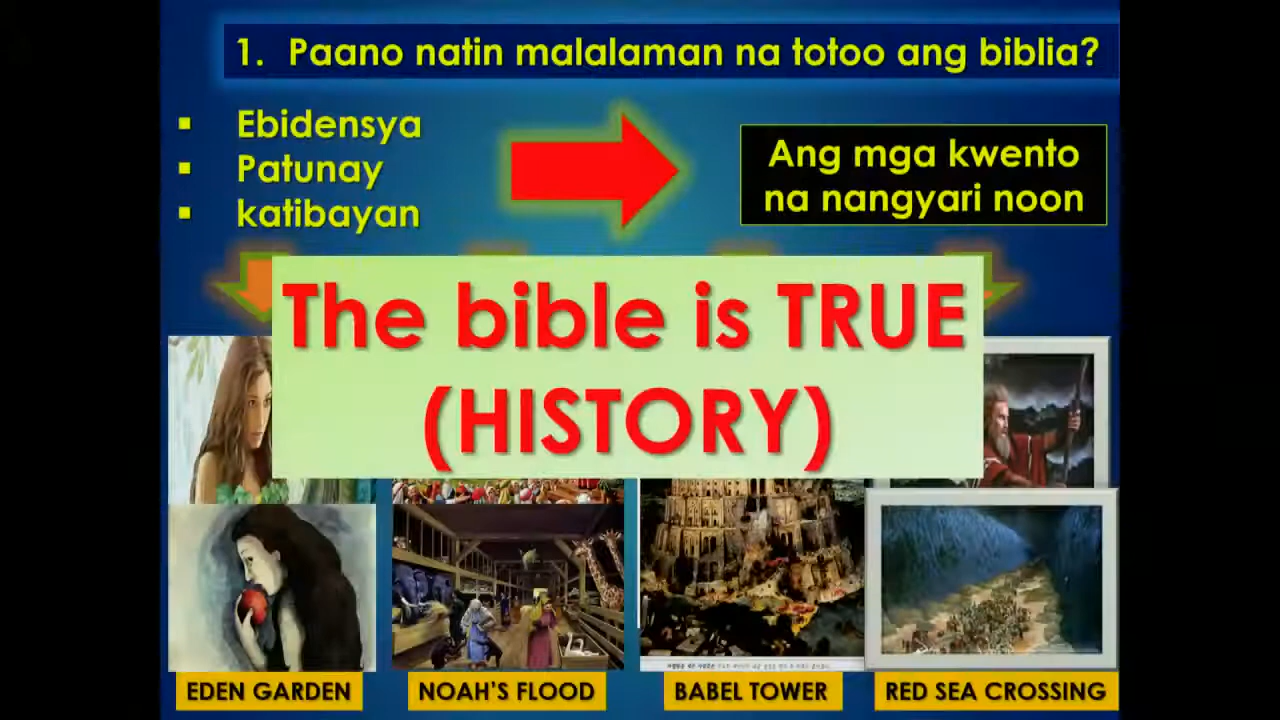 1. Paano natin malalaman na totoo ang biblia?
▪ Ebidensya
▪ Patunay
▪ katibayan
Ang mga kwento
na nangyari noon
The bible is TRUE
(HISTORY)
EDEN GARDEN
NOAH'S FLOOD
BABEL TOWER
RED SEA CROSSING